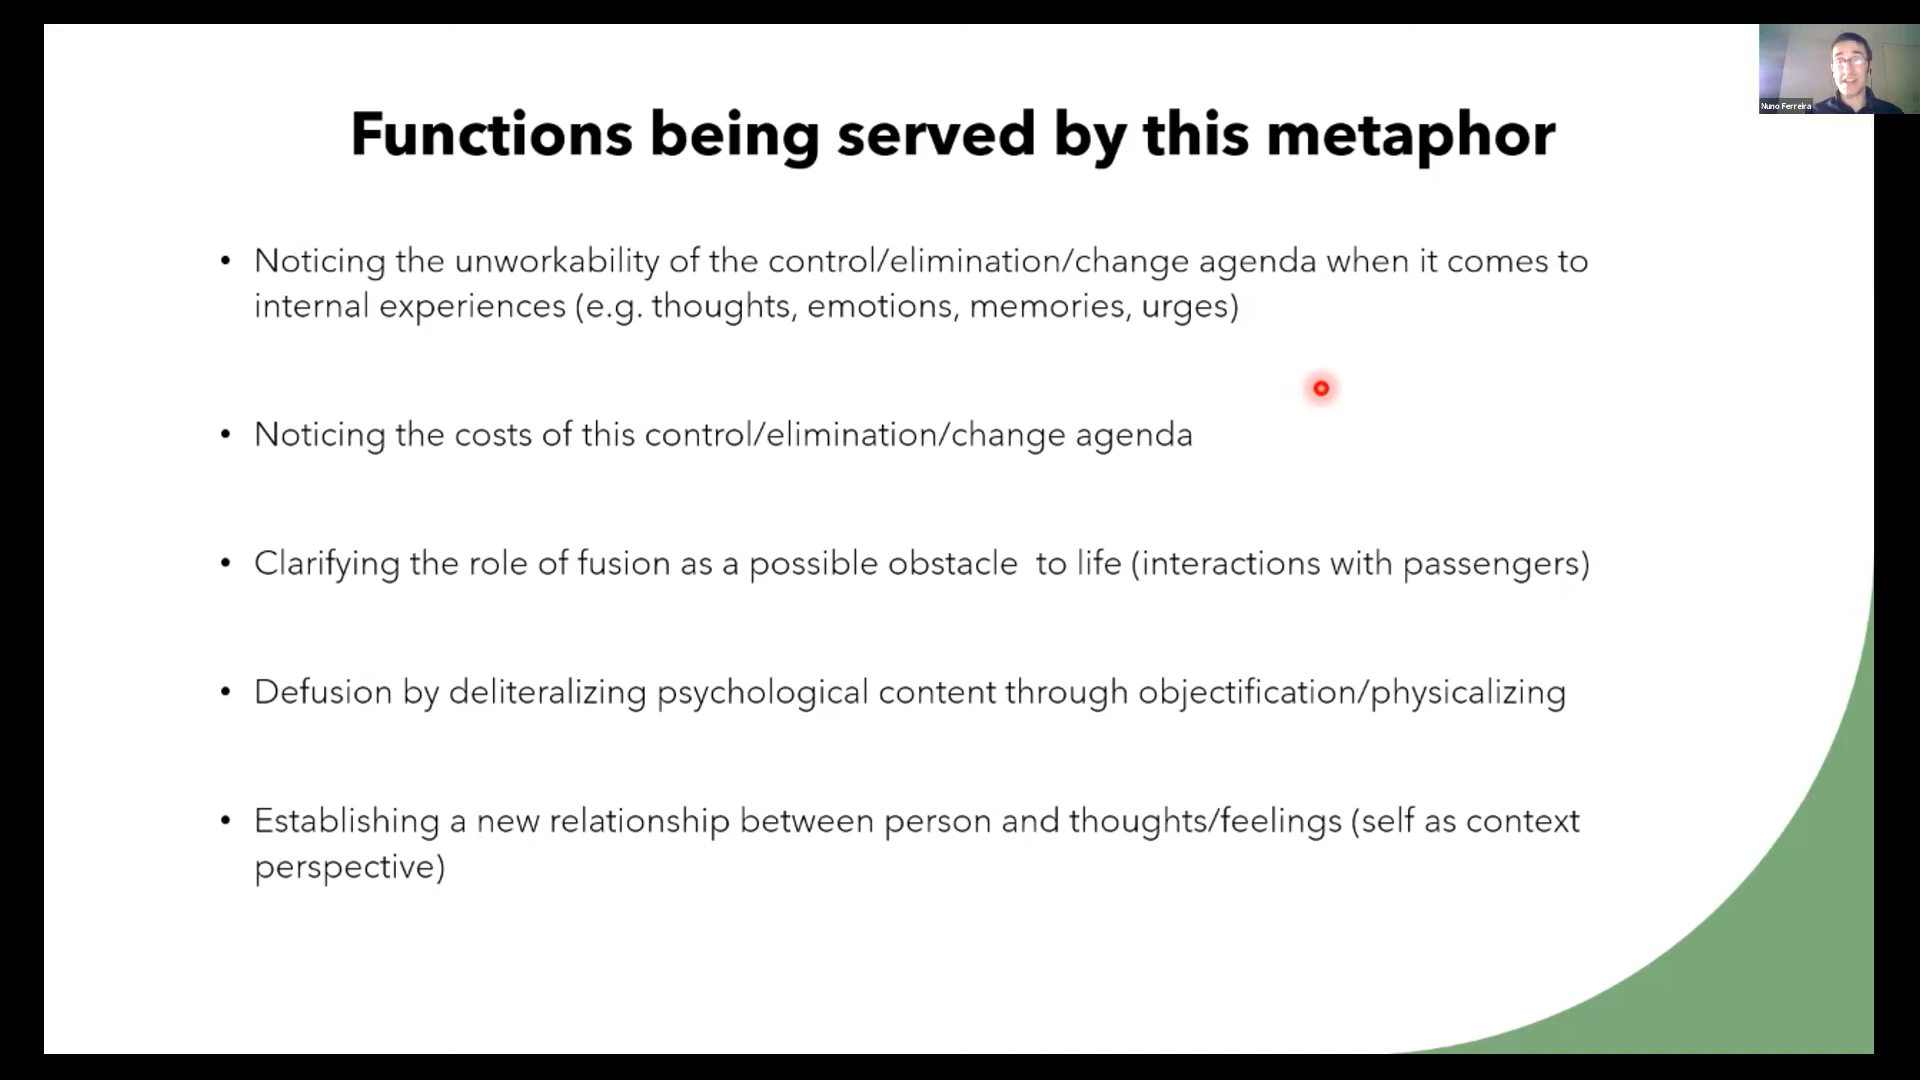 Functions being served by this metaphor
Nuno Ferreira
• Noticing the unworkability of the control/elimination/change agenda when it comes to
internal experiences (e.g. thoughts, emotions, memories, urges)
• Noticing the costs of this control/elimination/change agenda
• Clarifying the role of fusion as a possible obstacle  to life (interactions with passengers)
• Defusion by deliteralizing psychological content through objectification/physicalizing
• Establishing a new relationship between person and thoughts/feelings (self as context
perspective)